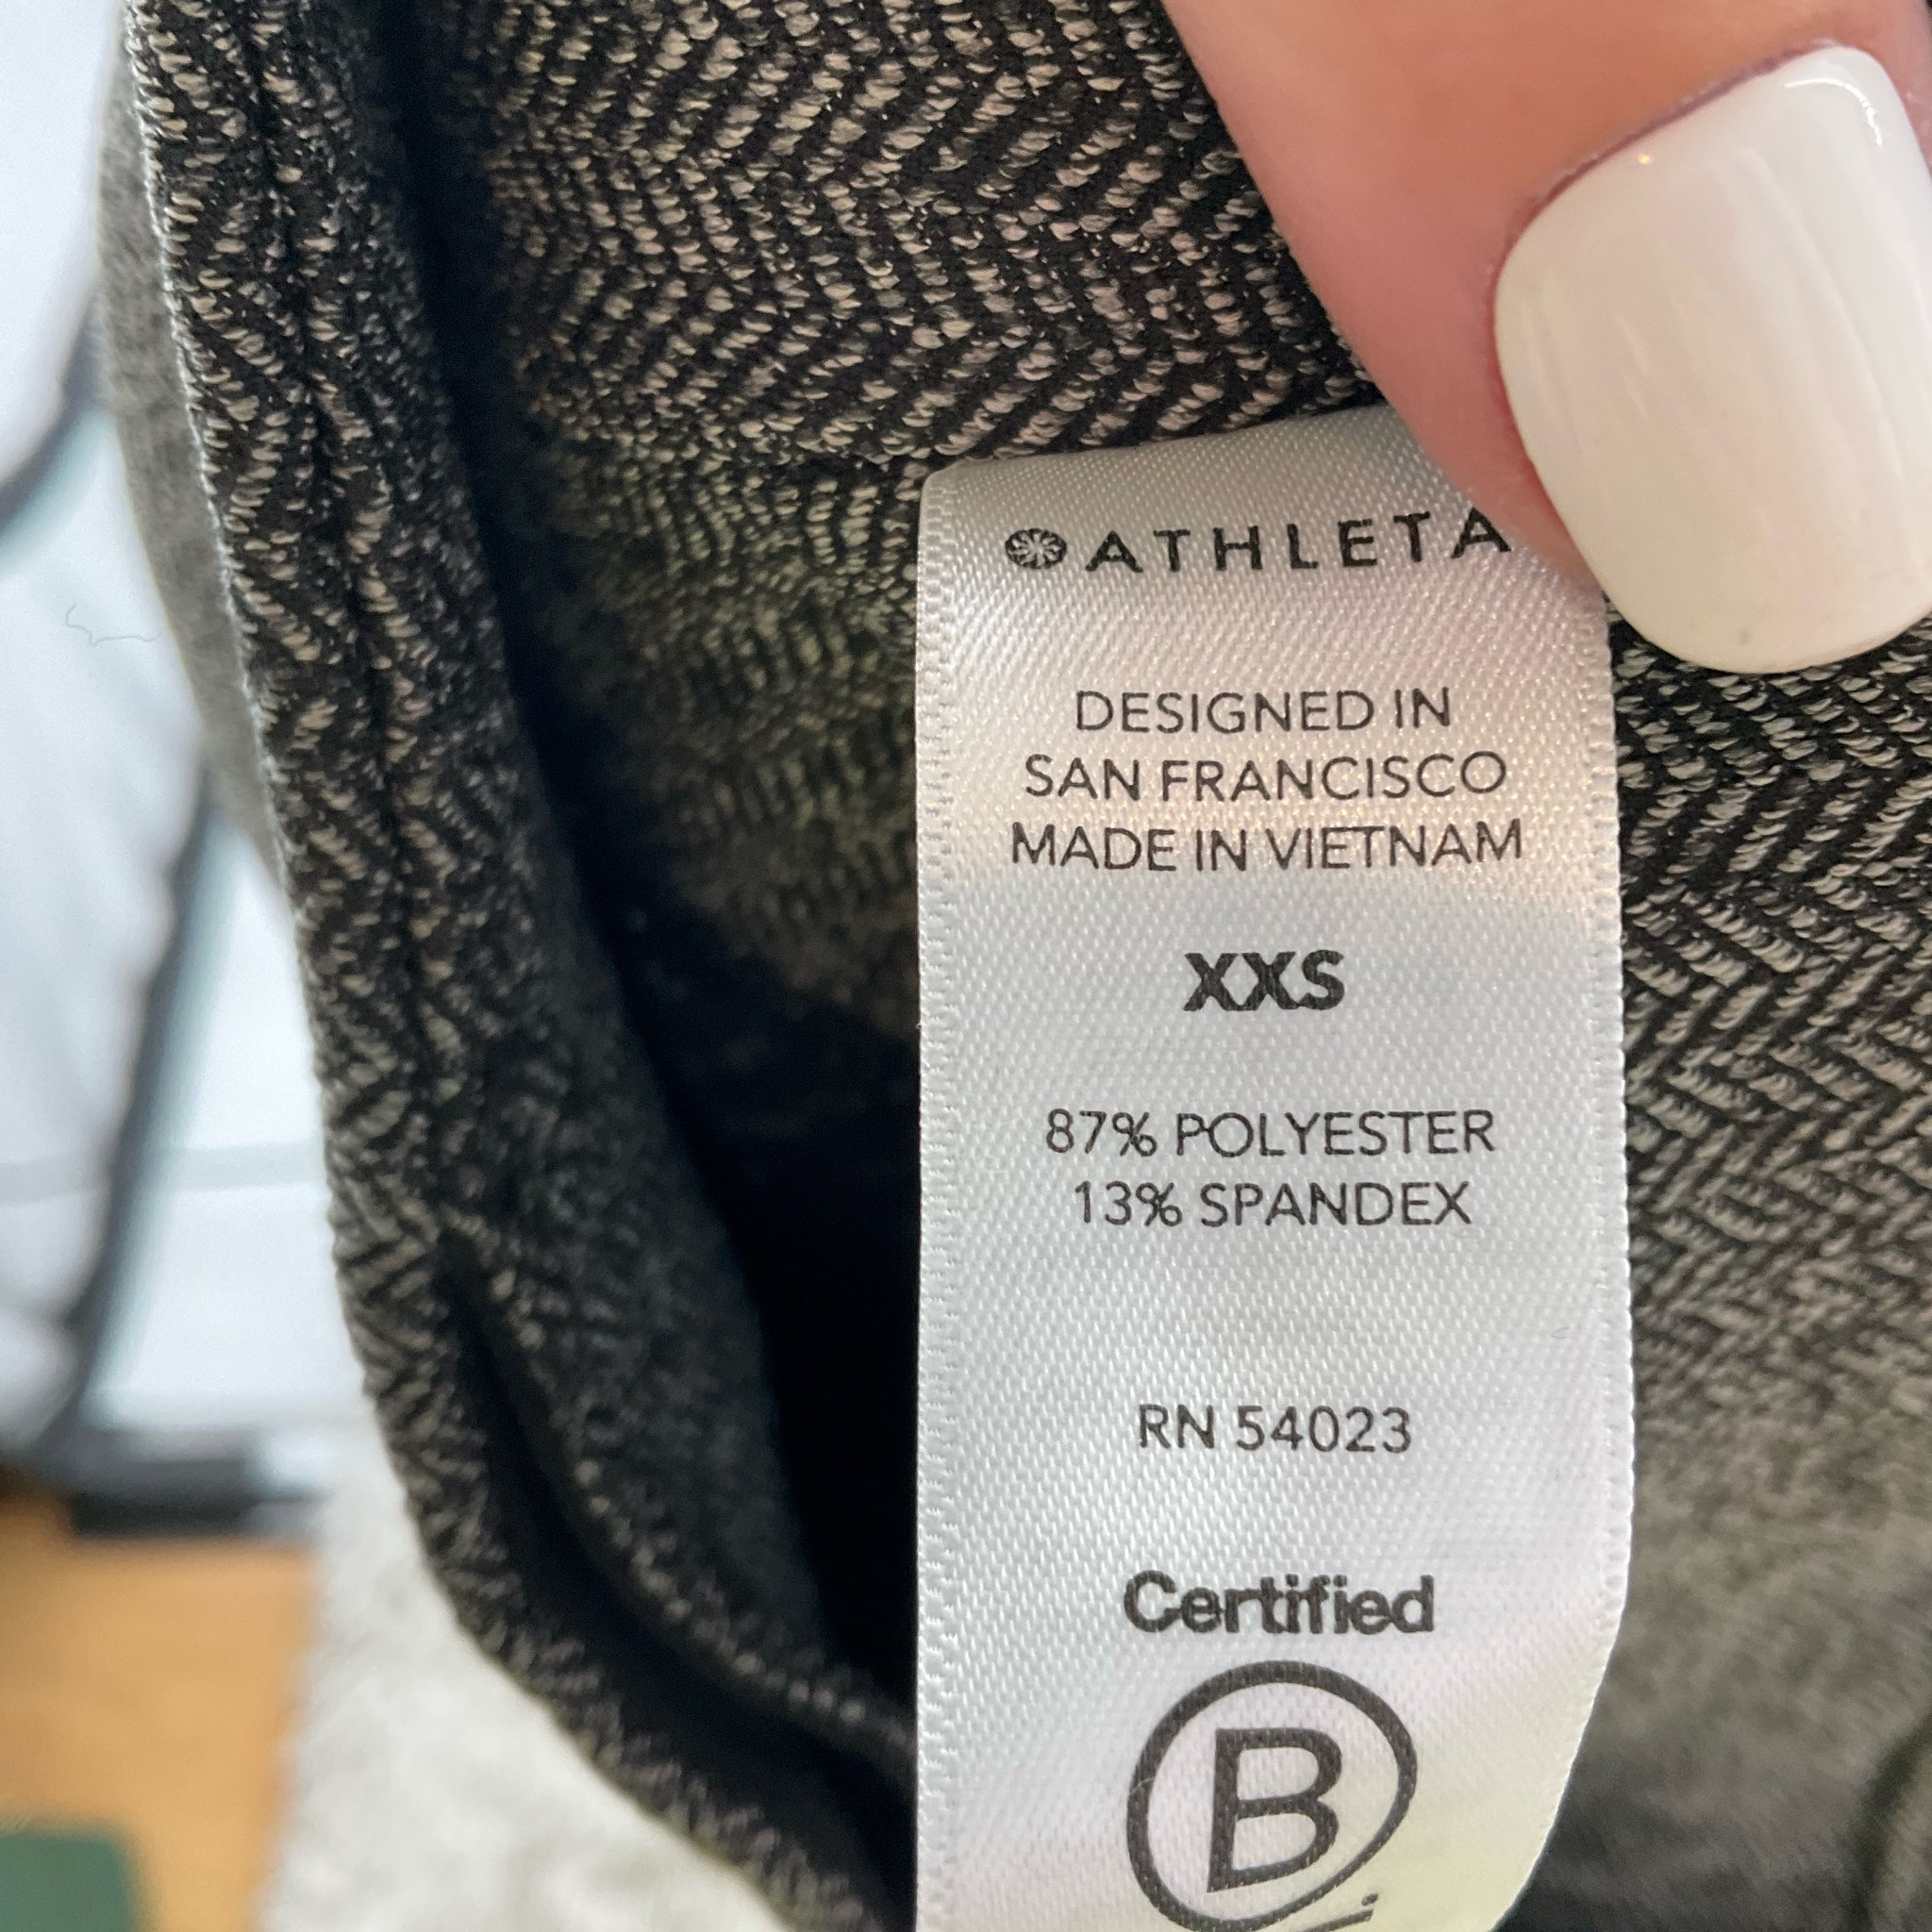 ATHLETA
DESIGNED IN
SAN FRANCISCO
MADE IN VIETNAM
XXS
87% POLYESTER
13% SPANDEX
RN 54023
Certified
B